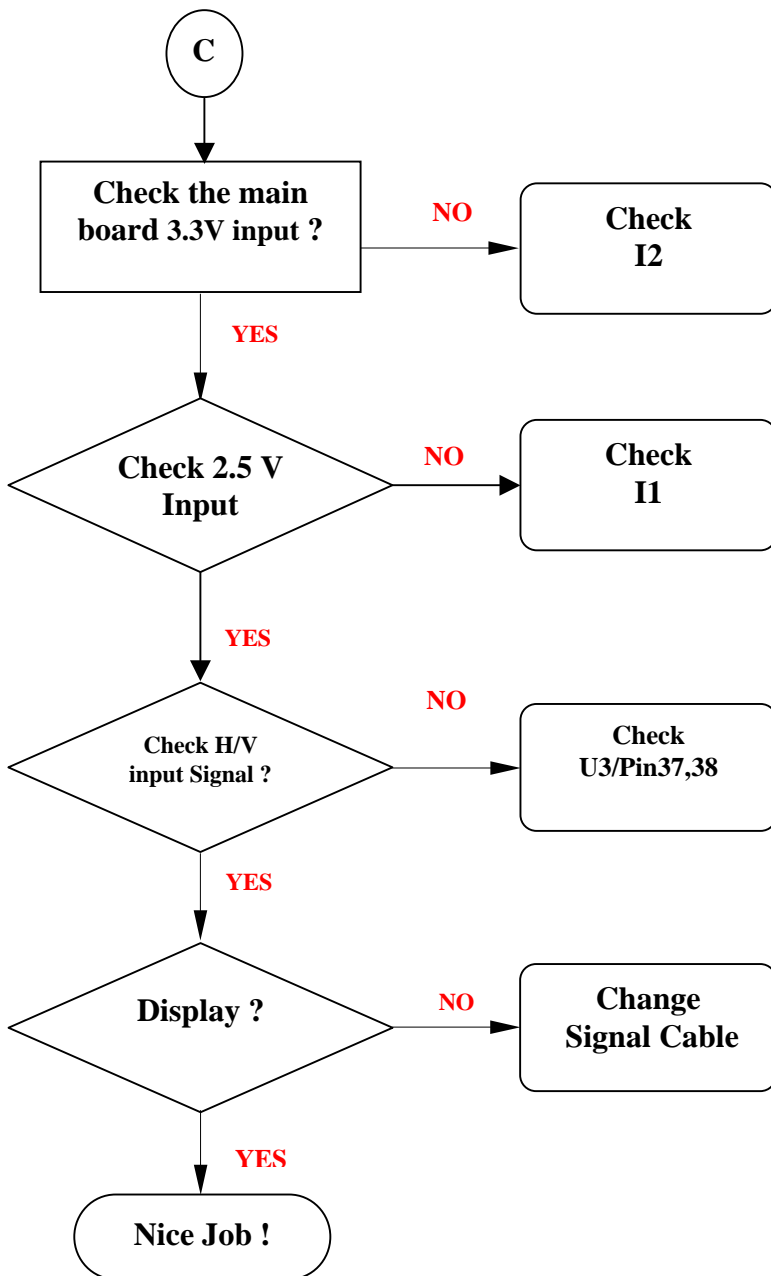 C
Check the main
board 3.3V input ?
NO
Check
I2
YES
Check 2.5 V
Input
NO
Check
I1
YES
Check H/V
input Signal ?
NO
Check
U3/Pin37,38
YES
Display ?
NO
Change
Signal Cable
YES
Nice Job !